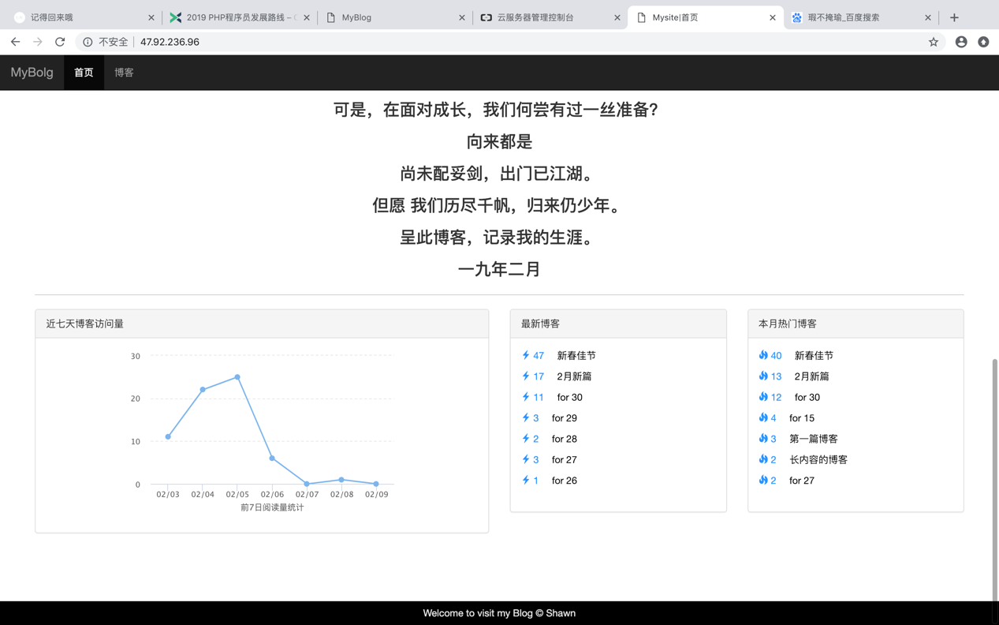 记得回来哦
2019 PHP程序员发展路线 –
MyBlog
云服务器管理控制台
Mysite|首页
瑕不掩瑜_百度搜索
不安全
47.92.236.96
MyBolg
首页
博客
可是，在面对成长，我们何尝有过一丝准备?
向来都是
尚未配妥剑，出门已江湖。
但愿 我们历尽千帆，归来仍少年。
呈此博客，记录我的生涯。
一九年二月
近七天博客访问量
30
20
10
0
02/03 02/04 02/05 02/06 02/07 02/08 02/09
前7日阅读量统计
最新博客
47 新春佳节
17 2月新篇
11 for 30
3 for 29
2 for 28
3 for 27
1 for 26
本月热门博客
40 新春佳节
13 2月新篇
12 for 30
4 for 15
3 第一篇博客
2 长内容的博客
2 for 27
Welcome to visit my Blog © Shawn